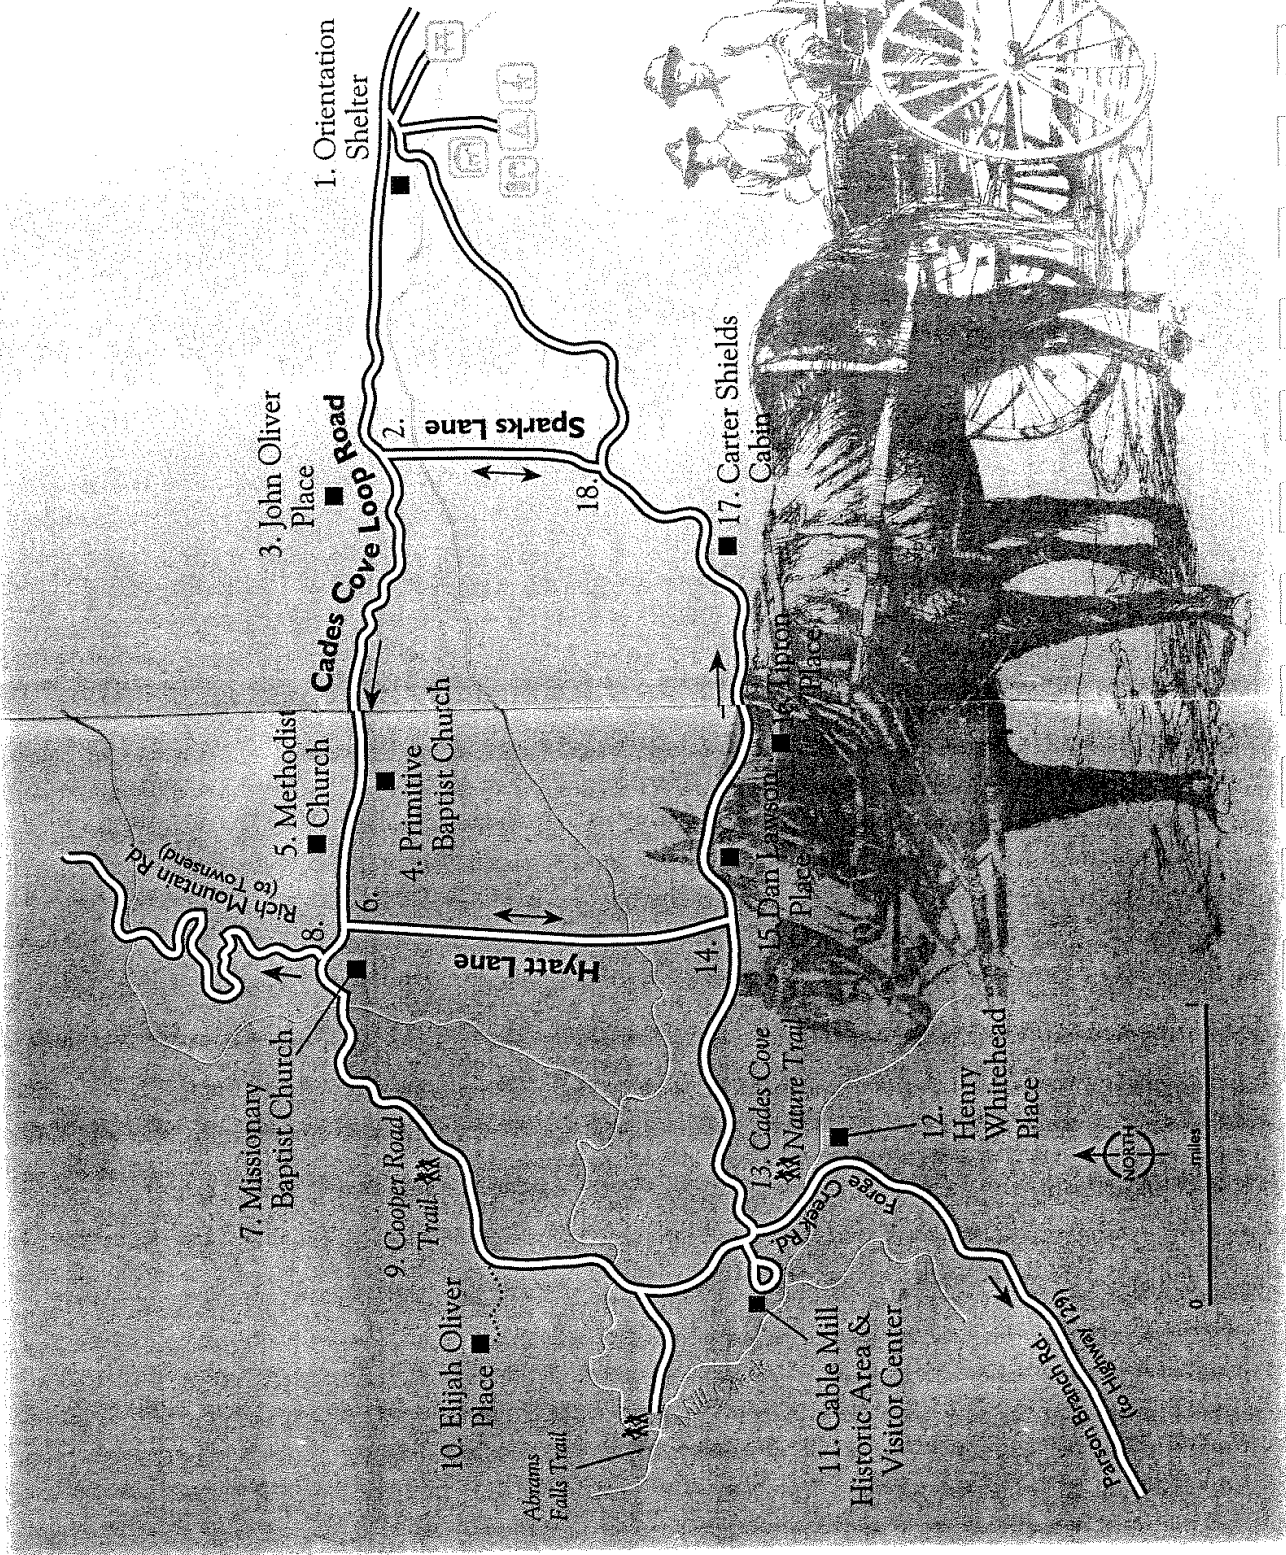 1. Orientation
Shelter
2.
3. John Oliver
Place
Cades Cove Loop Road
Sparks Lane
18.
17. Carter Shields
Cabin
5. Methodist
Church
4. Primitive
Baptist Church
6.
Rich Mountain Rd.
(to Townsend)
8.
Hyatt Lane
14.
16. Tipton
Place
15. Dan Lawson
Place
7. Missionary
Baptist Church
9 Cooper Road
Trail
10. Elijah Oliver
Place
Abrams
Falls Trail
Mill Creek
11. Cable Mill
Historic Area &
Visitor Center
13. Cades Cove
Nature Trail
12.
Henry
Whitehead
Place
Forge
Creek Rd
Parson Branch Rd.
(to Highway 129)
NORTH
0 miles 1